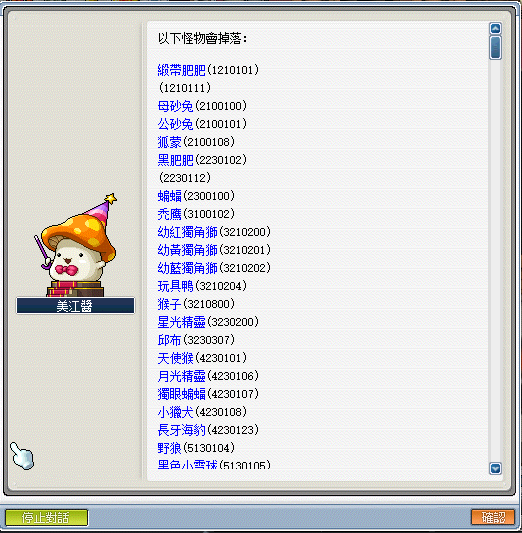 以下怪物會掉落:
緞帶肥肥(1210101)
(1210111)
母砂兔(2100100)
公砂兔(2100101)
狐蒙(2100108)
黑肥肥(2230102)
(2230112)
蝙蝠(2300100)
禿鷹(3100102)
幼紅獨角獅(3210200)
幼黃獨角獅(3210201)
幼藍獨角獅(3210202)
玩具鴨(3210204)
猴子(3210800)
星光精靈(3230200)
邱布(3230307)
天使猴(4230101)
月光精靈(4230106)
獨眼蝙蝠(4230107)
小獵犬(4230108)
長牙海豹(4230123)
野狼(5130104)
黑色小雪球(5130105)
美江醬
停止對話
確認